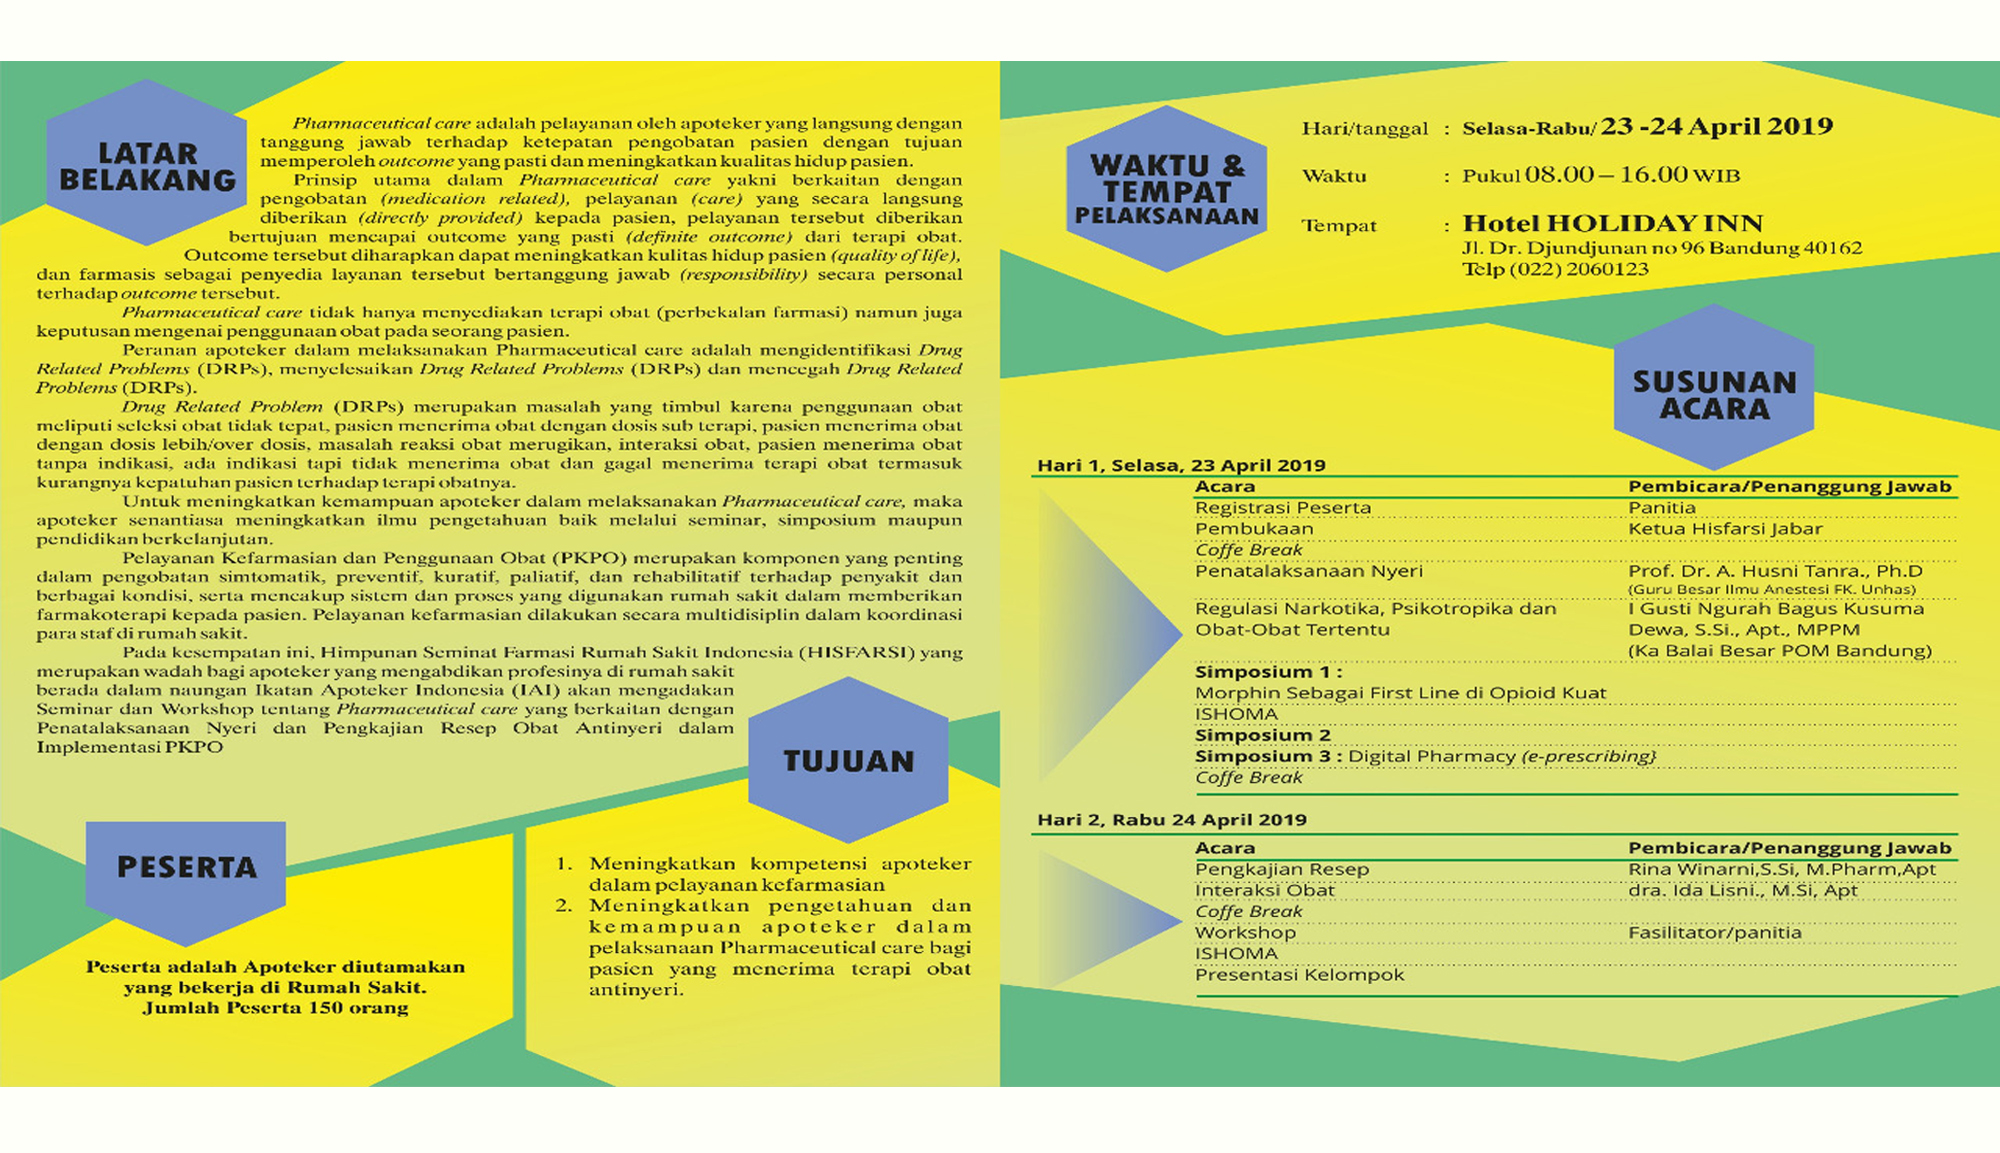 LATAR
BELAKANG
Pharmaceutical care adalah pelayanan oleh apoteker yang langsung dengan
tanggung jawab terhadap ketepatan pengobatan pasien dengan tujuan
memperoleh outcome yang pasti dan meningkatkan kualitas hidup pasien.
Prinsip utama dalam Pharmaceutical care yakni berkaitan dengan
pengobatan (medication related), pelayanan (care) yang secara langsung
diberikan (directly provided) kepada pasien, pelayanan tersebut diberikan
bertujuan mencapai outcome yang pasti (definite outcome) dari terapi obat.
Outcome tersebut diharapkan dapat meningkatkan kulitas hidup pasien (quality of life),
dan farmasis sebagai penyedia layanan tersebut bertanggung jawab (responsibility) secara personal
terhadap outcome tersebut.
Pharmaceutical care tidak hanya menyediakan terapi obat (perbekalan farmasi) namun juga
keputusan mengenai penggunaan obat pada seorang pasien.
Peranan apoteker dalam melaksanakan Pharmaceutical care adalah mengidentifikasi Drug
Related Problems (DRPs), menyelesaikan Drug Related Problems (DRPs) dan mencegah Drug Related
Problems (DRPs).
Drug Related Problem (DRPs) merupakan masalah yang timbul karena penggunaan obat
meliputi seleksi obat tidak tepat, pasien menerima obat dengan dosis sub terapi, pasien menerima obat
dengan dosis lebih/over dosis, masalah reaksi obat merugikan, interaksi obat, pasien menerima obat
tanpa indikasi, ada indikasi tapi tidak menerima obat dan gagal menerima terapi obat termasuk
kurangnya kepatuhan pasien terhadap terapi obatnya.
Untuk meningkatkan kemampuan apoteker dalam melaksanakan Pharmaceutical care, maka
apoteker senantiasa meningkatkan ilmu pengetahuan baik melalui seminar, simposium maupun
pendidikan berkelanjutan.
Pelayanan Kefarmasian dan Penggunaan Obat (PKPO) merupakan komponen yang penting
dalam pengobatan simtomatik, preventif, kuratif, paliatif, dan rehabilitatif terhadap penyakit dan
berbagai kondisi, serta mencakup sistem dan proses yang digunakan rumah sakit dalam memberikan
farmakoterapi kepada pasien. Pelayanan kefarmasian dilakukan secara multidisiplin dalam koordinasi
para staf di rumah sakit.
Pada kesempatan ini, Himpunan Seminat Farmasi Rumah Sakit Indonesia (HISFARSI) yang
merupakan wadah bagi apoteker yang mengabdikan profesinya di rumah sakit
berada dalam naungan Ikatan Apoteker Indonesia (IAI) akan mengadakan
Seminar dan Workshop tentang Pharmaceutical care yang berkaitan dengan
Penatalaksanaan Nyeri dan Pengkajian Resep Obat Antinyeri dalam
Implementasi PKPO
PESERTA
Peserta adalah Apoteker diutamakan
yang bekerja di Rumah Sakit.
Jumlah Peserta 150 orang
TUJUAN
1. Meningkatkan kompetensi apoteker
dalam pelayanan kefarmasian
2. Meningkatkan pengetahuan dan
kemampuan apoteker dalam
pelaksanaan Pharmaceutical care bagi
pasien yang menerima terapi obat
antinyeri.
WAKTU &
TEMPAT
PELAKSANAAN
Hari/tanggal : Selasa-Rabu/ 23 -24 April 2019
Waktu : Pukul 08.00 – 16.00 WIB
Tempat : Hotel HOLIDAY INN
Jl. Dr. Djundjunan no 96 Bandung 40162
Telp (022) 2060123
SUSUNAN
ACARA
Hari 1, Selasa, 23 April 2019
Acara Pembicara/Penanggung Jawab
Registrasi Peserta Panitia
Pembukaan Ketua Hisfarsi Jabar
Coffe Break
Penatalaksanaan Nyeri Prof. Dr. A. Husni Tanra., Ph.D
(Guru Besar Ilmu Anestesi FK. Unhas)
Regulasi Narkotika, Psikotropika dan I Gusti Ngurah Bagus Kusuma
Obat-Obat Tertentu Dewa, S.Si., Apt., MPPM
(Ka Balai Besar POM Bandung)
Simposium 1 :
Morphin Sebagai First Line di Opioid Kuat
ISHOMA
Simposium 2
Simposium 3 : Digital Pharmacy (e-prescribing}
Coffe Break
Hari 2, Rabu 24 April 2019
Acara Pembicara/Penanggung Jawab
Pengkajian Resep Rina Winarni,S.Si, M.Pharm,Apt
Interaksi Obat dra. Ida Lisni., M.Si, Apt
Coffe Break
Workshop Fasilitator/panitia
ISHOMA
Presentasi Kelompok